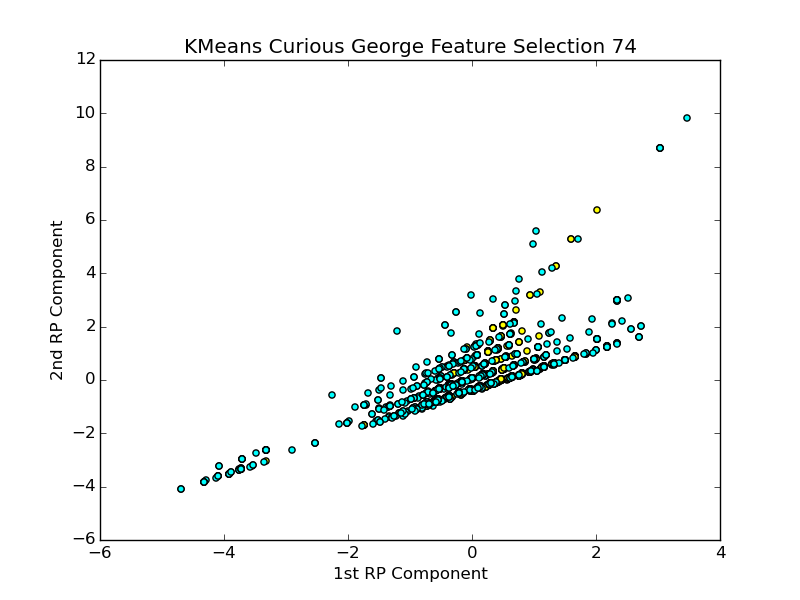 KMeans Curious George Feature Selection 74
12
10
8
6
4
2
0
−2
−4
−6
2nd RP Component
−6 −4 −2 0 2 4
1st RP Component